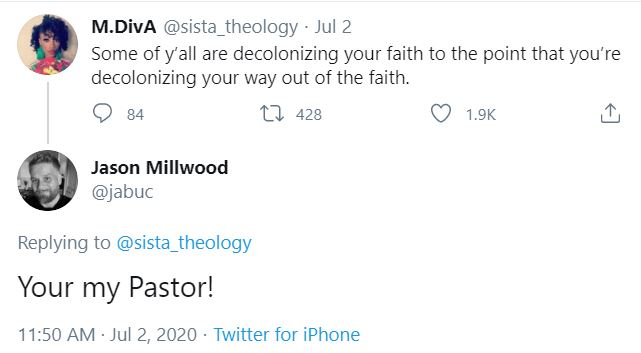 M.DivA @sista_theology · Jul 2
Some of y'all are decolonizing your faith to the point that you're
decolonizing your way out of the faith.
84 428 1.9K
Jason Millwood
@jabuc
Replying to @sista_theology
Your my Pastor!
11:50 AM · Jul 2, 2020 · Twitter for iPhone